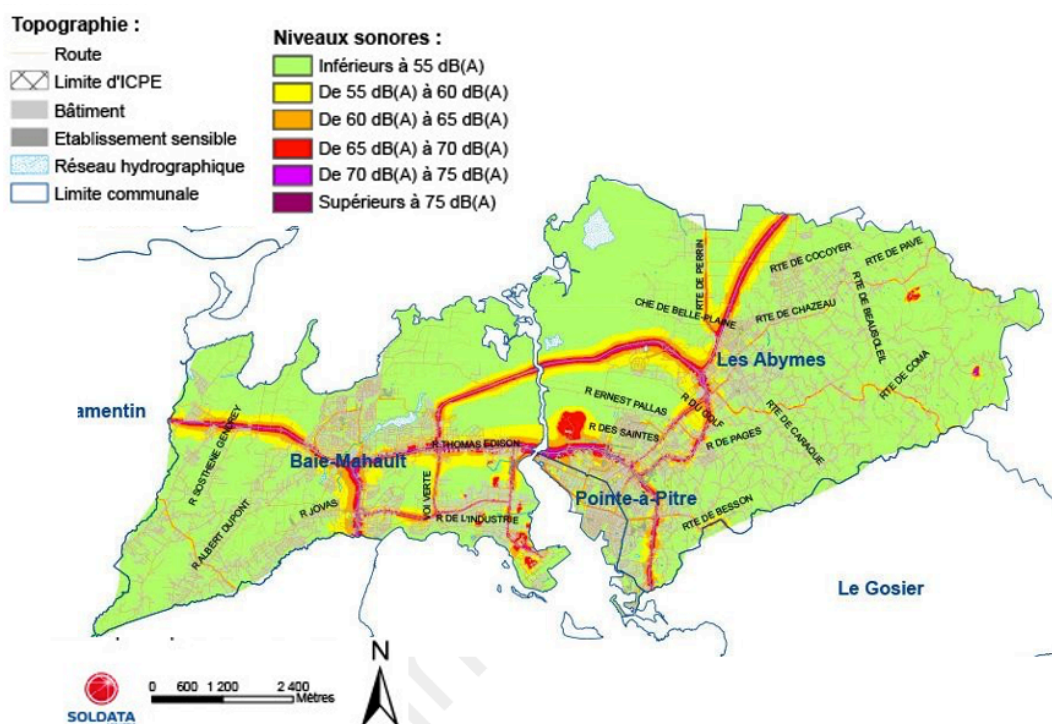 Topographie :
Route
Limite d'ICPE
Bâtiment
Etablissement sensible
Réseau hydrographique
Limite communale
Niveaux sonores :
Inférieurs à 55 dB(A)
De 55 dB(A) à 60 dB(A)
De 60 dB(A) à 65 dB(A)
De 65 dB(A) à 70 dB(A)
De 70 dB(A) à 75 dB(A)
Supérieurs à 75 dB(A)
RTE DE PERRIN
RTE DE COCOYER
RTE DE PAVE
CHE DE BELLE-PLAINE
RTE DE CHAZEAU
RTE DE BEAUSOLEIL
Les Abymes
RTE DE COMA
amentin
R SOSTHENE GENDREY
R ERNEST PALLAS
R DU GOLF
R DES SAINTES
R DE PAGES
RTE DE CARAQUE
R THOMAS EDISON
Baie-Mahault
VOI VERTE
Pointe-à-Pitre
R JOVAS
R DE L'INDUSTRIE
R ALBERT DUPONT
RTE DE BESSON
Le Gosier
N
0 600 1 200 2 400
Mètres
SOLDATA